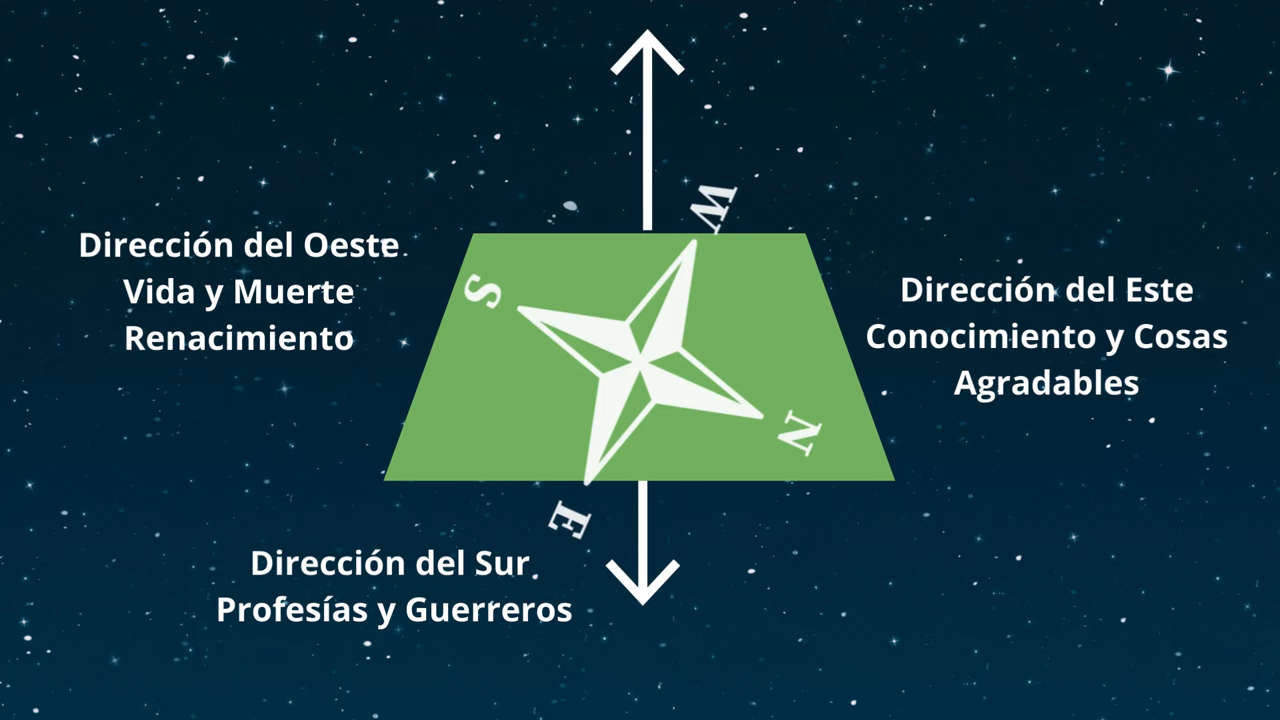 W
Dirección del Oeste
Vida y Muerte
Renacimiento
S
Dirección del Este
Conocimiento y Cosas
Agradables
N
E
Dirección del Sur
Profesías y Guerreros